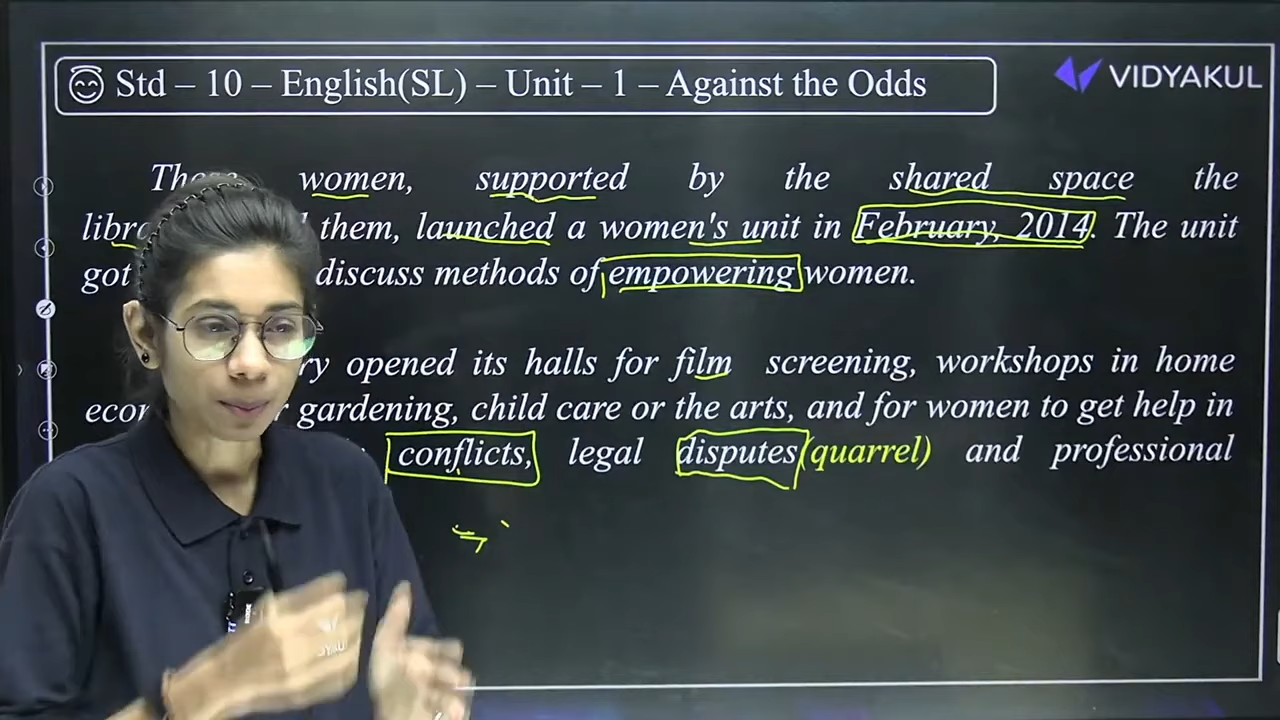 Std – 10 – English(SL) – Unit – 1 – Against the Odds
VIDYAKUL
women, supported by the shared space the
them, launched a women's unit in February, 2014. The unit
got discuss methods of empowering women.
opened its halls for film screening, workshops in home
gardening, child care or the arts, and for women to get help in
conflicts, legal disputes(quarrel) and professional